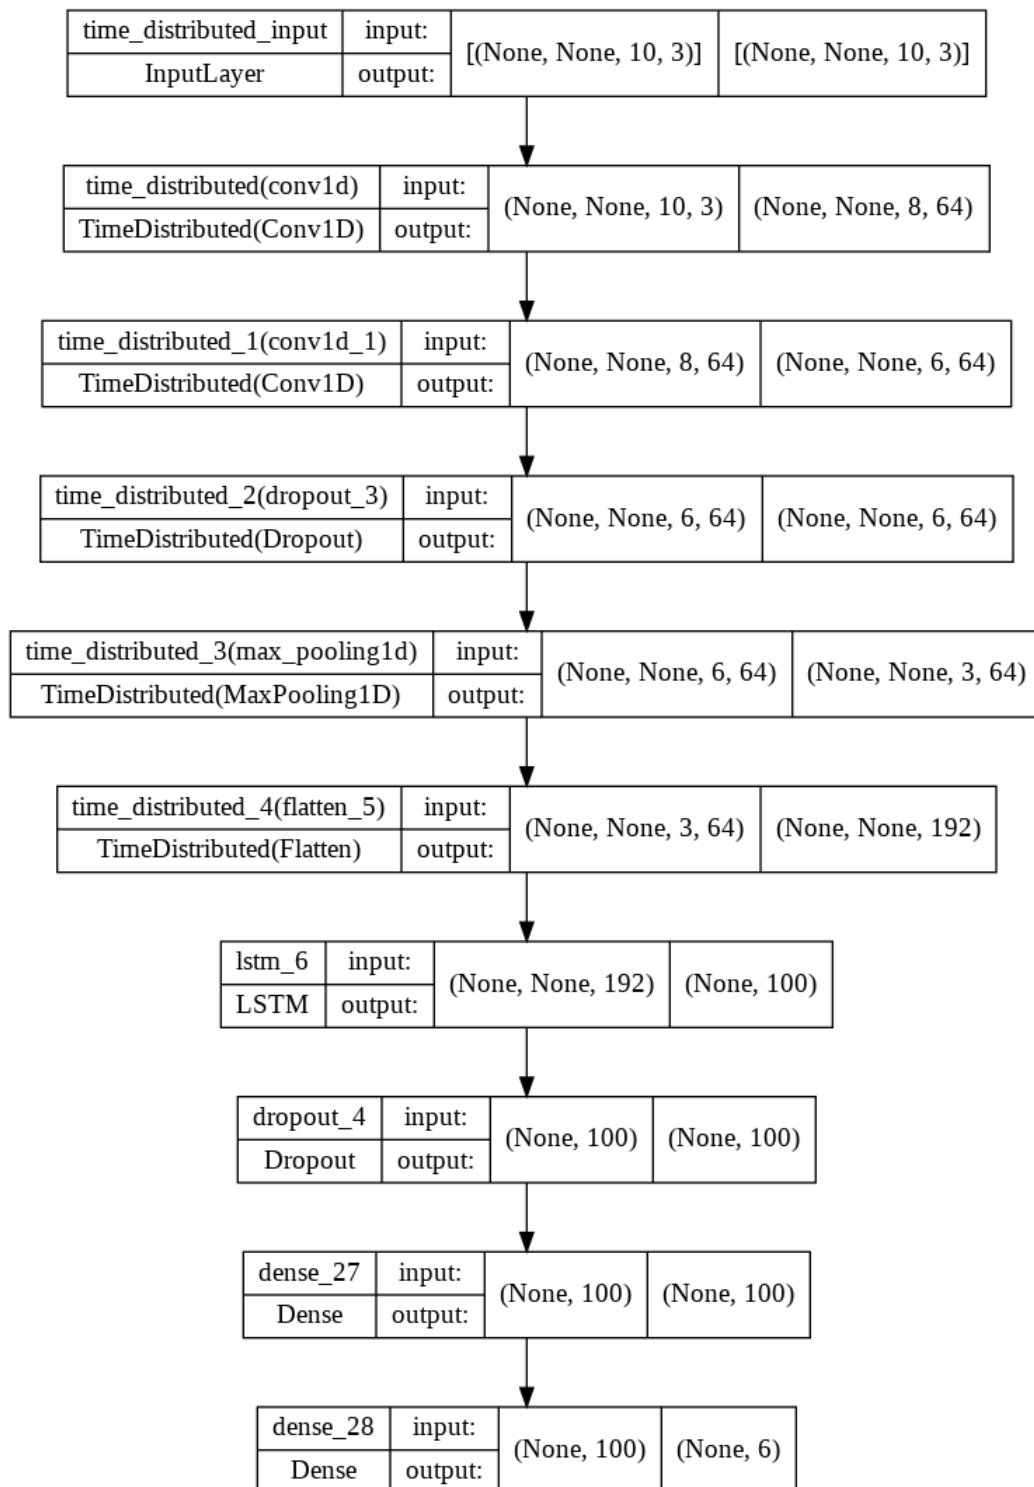 time_distributed_input input: [(None, None, 10, 3)] [(None, None, 10, 3)]
InputLayer output:
time_distributed(conv1d) input: (None, None, 10, 3) (None, None, 8, 64)
TimeDistributed(Conv1D) output:
time_distributed_1(conv1d_1) input: (None, None, 8, 64) (None, None, 6, 64)
TimeDistributed(Conv1D) output:
time_distributed_2(dropout_3) input: (None, None, 6, 64) (None, None, 6, 64)
TimeDistributed(Dropout) output:
time_distributed_3(max_pooling1d) input: (None, None, 6, 64) (None, None, 3, 64)
TimeDistributed(MaxPooling1D) output:
time_distributed_4(flatten_5) input: (None, None, 3, 64) (None, None, 192)
TimeDistributed(Flatten) output:
lstm_6 input: (None, None, 192) (None, 100)
LSTM output:
dropout_4 input: (None, 100) (None, 100)
Dropout output:
dense_27 input: (None, 100) (None, 100)
Dense output:
dense_28 input: (None, 100) (None, 6)
Dense output: